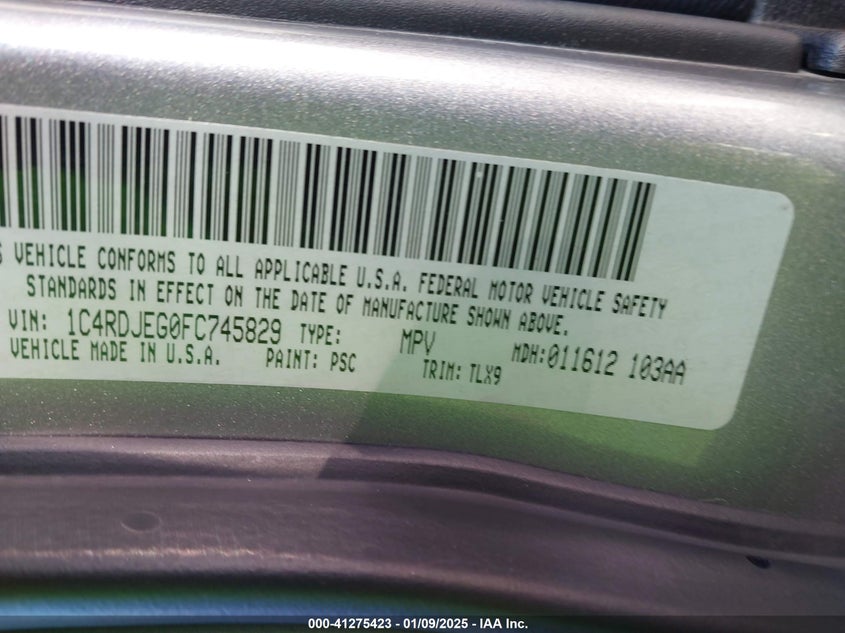 VEHICLE CONFORMS TO ALL APPLICABLE U.S.A. FEDERAL MOTOR VEHICLE SAFETY
STANDARDS IN EFFECT ON THE DATE OF MANUFACTURE SHOWN ABOVE.
VIN: 1C4RDJEG0FC745829 TYPE: MPV MDH:011612 103AA
VEHICLE MADE IN U.S.A. PAINT: PSC TRIM: TLX9
000-41275423 - 01/09/2025 - IAA Inc.